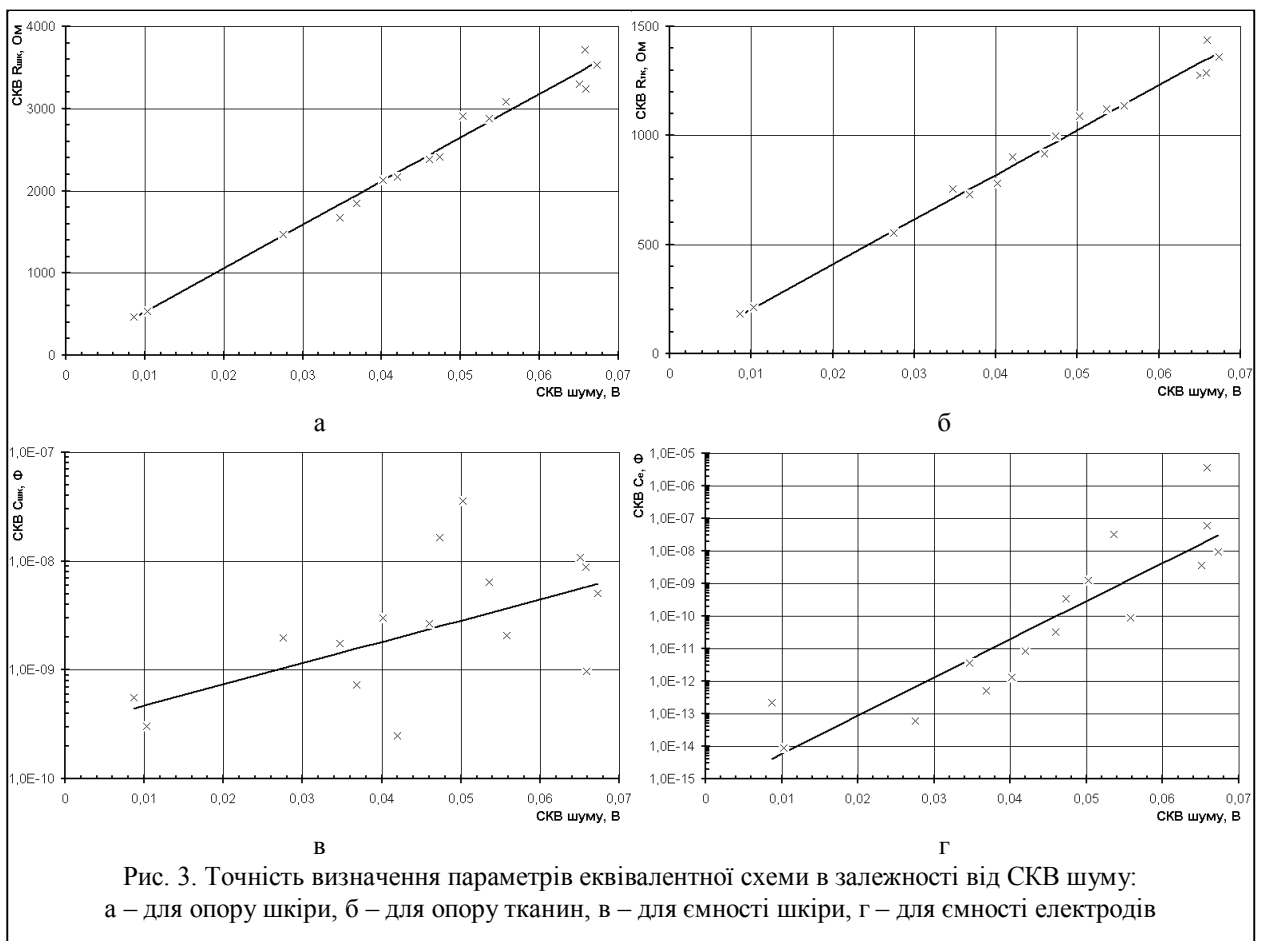 СКВ Rшк, Ом
4000
3000
2000
1000
0
0 0,01 0,02 0,03 0,04 0,05 0,06 0,07
СКВ шуму, В
а
СКВ Rтк, Ом
1500
1000
500
0
0 0,01 0,02 0,03 0,04 0,05 0,06 0,07
СКВ шуму, В
б
СКВ Cшк, Ф
1,0E-07
1,0E-08
1,0E-09
1,0E-10
0 0,01 0,02 0,03 0,04 0,05 0,06 0,07
СКВ шуму, В
в
СКВ Cе, Ф
1,0E-05
1,0E-06
1,0E-07
1,0E-08
1,0E-09
1,0E-10
1,0E-11
1,0E-12
1,0E-13
1,0E-14
1,0E-15
0 0,01 0,02 0,03 0,04 0,05 0,06 0,07
СКВ шуму, В
г
Рис. 3. Точність визначення параметрів еквівалентної схеми в залежності від СКВ шуму:
а – для опору шкіри, б – для опору тканин, в – для ємності шкіри, г – для ємності електродів